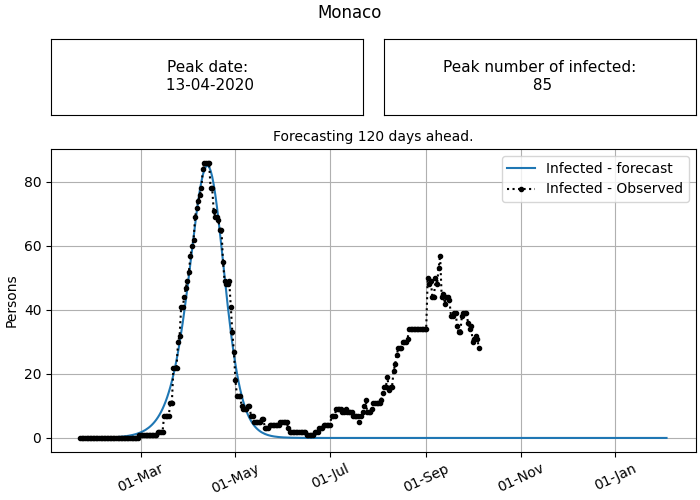 Monaco
Peak date:
13-04-2020
Peak number of infected:
85
Forecasting 120 days ahead.
Infected - forecast
Infected - Observed
Persons
80
60
40
20
0
01-Mar
01-May
01-Jul
01-Sep
01-Nov
01-Jan